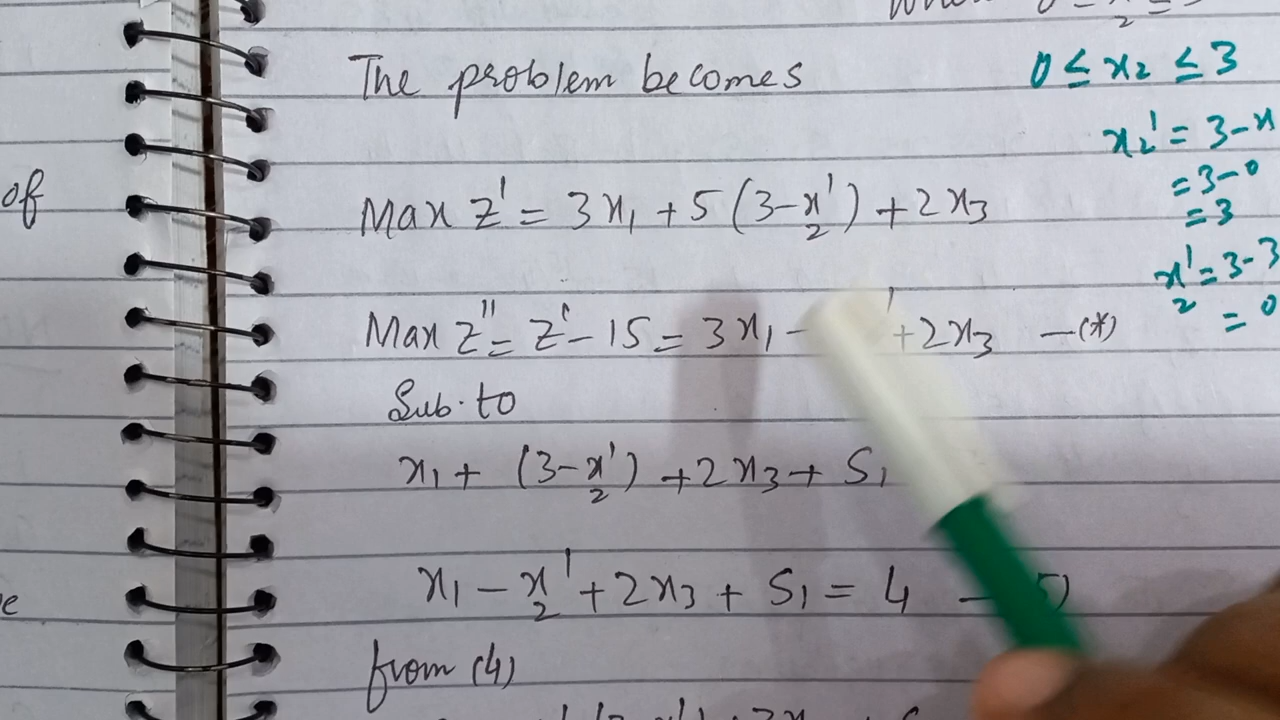 of
The problem becomes
0 ≤ x₂ ≤ 3
x₂' = 3-x
= 3-0
= 3
Max Z' = 3x₁ + 5(3-x₂') + 2x₃
x₂' = 3-3
= 0
Max Z'' = Z' - 15 = 3x₁ - ' + 2x₃ —(*)
Sub. to
x₁ + (3-x₂') + 2x₃ + S₁
x₁ - x₂' + 2x₃ + S₁ = 4 —
from (4)